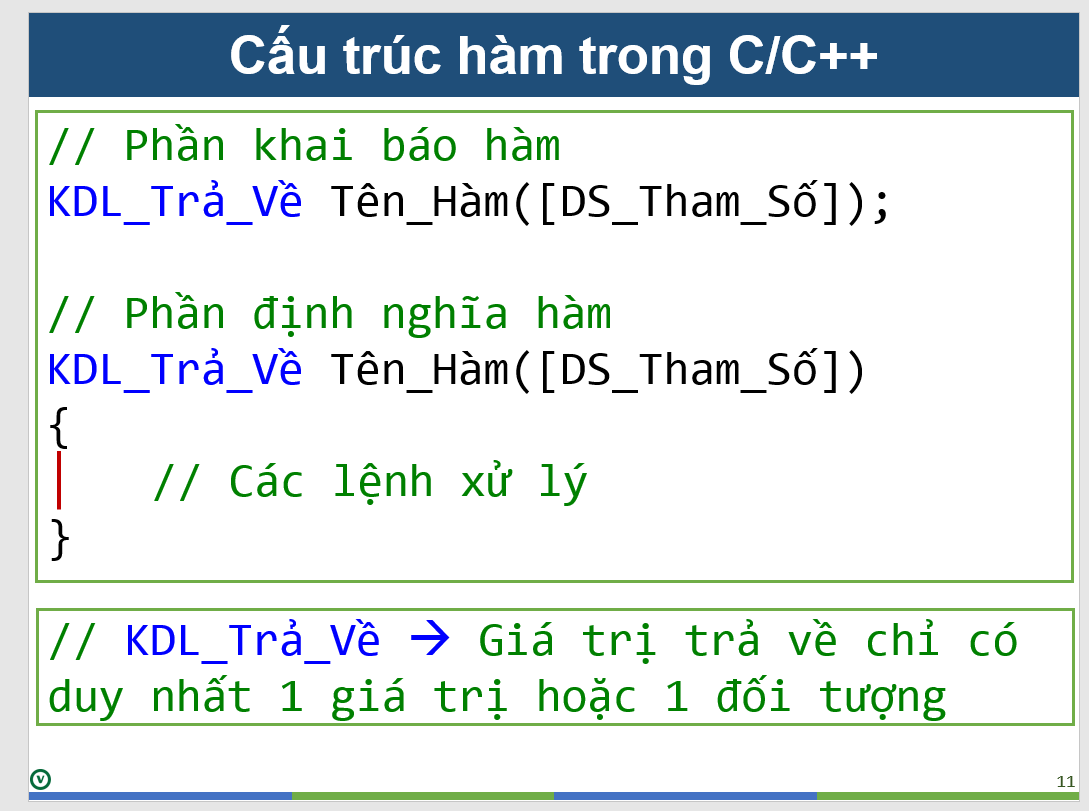 Cấu trúc hàm trong C/C++
// Phần khai báo hàm
KDL_Trả_Về Tên_Hàm([DS_Tham_Số]);
// Phần định nghĩa hàm
KDL_Trả_Về Tên_Hàm([DS_Tham_Số])
{
// Các lệnh xử lý
}
// KDL_Trả_Về → Giá trị trả về chỉ có
duy nhất 1 giá trị hoặc 1 đối tượng
V
11